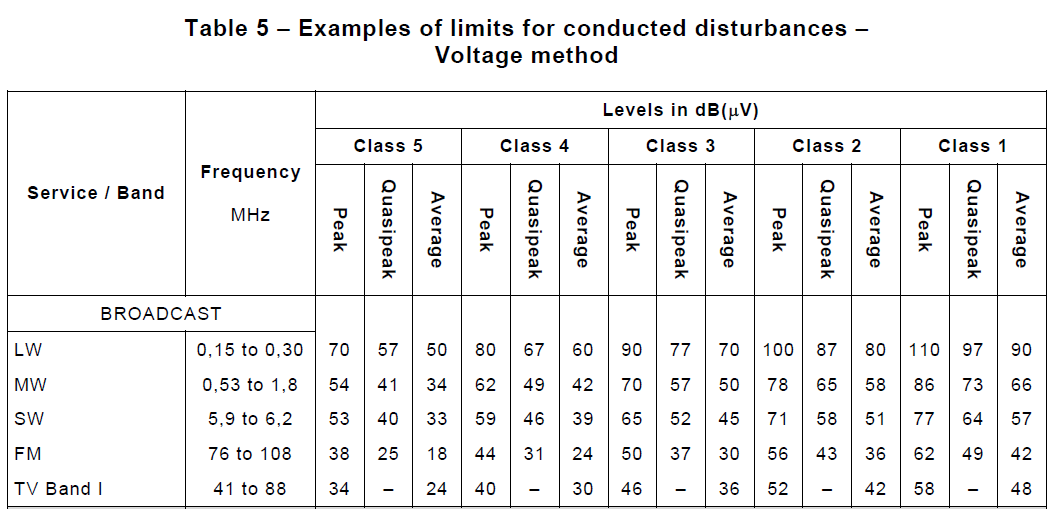 Table 5 – Examples of limits for conducted disturbances –
Voltage method
Service / Band
Frequency
MHz
Levels in dB(μV)
Class 5 Class 4 Class 3 Class 2 Class 1
Peak Quasipeak Average Peak Quasipeak Average Peak Quasipeak Average Peak Quasipeak Average Peak Quasipeak Average
BROADCAST
LW 0,15 to 0,30 70 57 50 80 67 60 90 77 70 100 87 80 110 97 90
MW 0,53 to 1,8 54 41 34 62 49 42 70 57 50 78 65 58 86 73 66
SW 5,9 to 6,2 53 40 33 59 46 39 65 52 45 71 58 51 77 64 57
FM 76 to 108 38 25 18 44 31 24 50 37 30 56 43 36 62 49 42
TV Band I 41 to 88 34 – 24 40 – 30 46 – 36 52 – 42 58 – 48